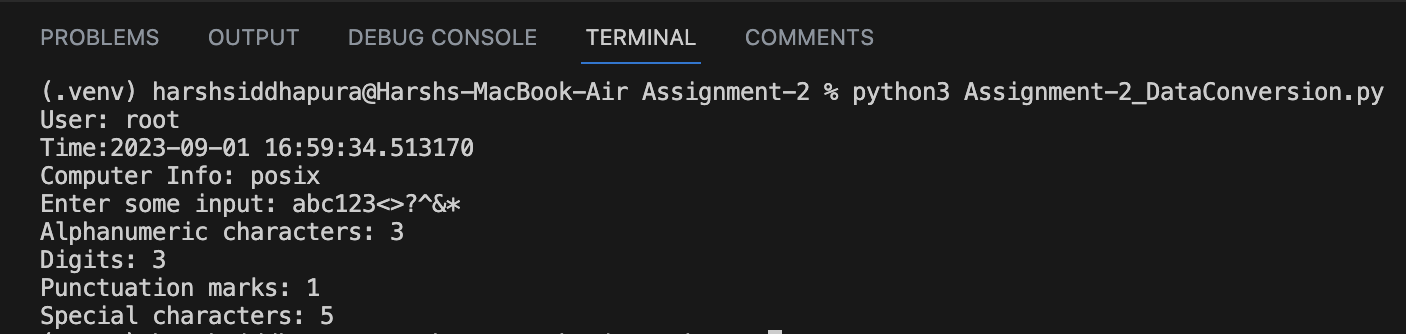 PROBLEMS OUTPUT DEBUG CONSOLE TERMINAL COMMENTS
(.venv) harshsiddhapura@Harshs-MacBook-Air Assignment-2 % python3 Assignment-2_DataConversion.py
User: root
Time:2023-09-01 16:59:34.513170
Computer Info: posix
Enter some input: abc123<>?^&*
Alphanumeric characters: 3
Digits: 3
Punctuation marks: 1
Special characters: 5